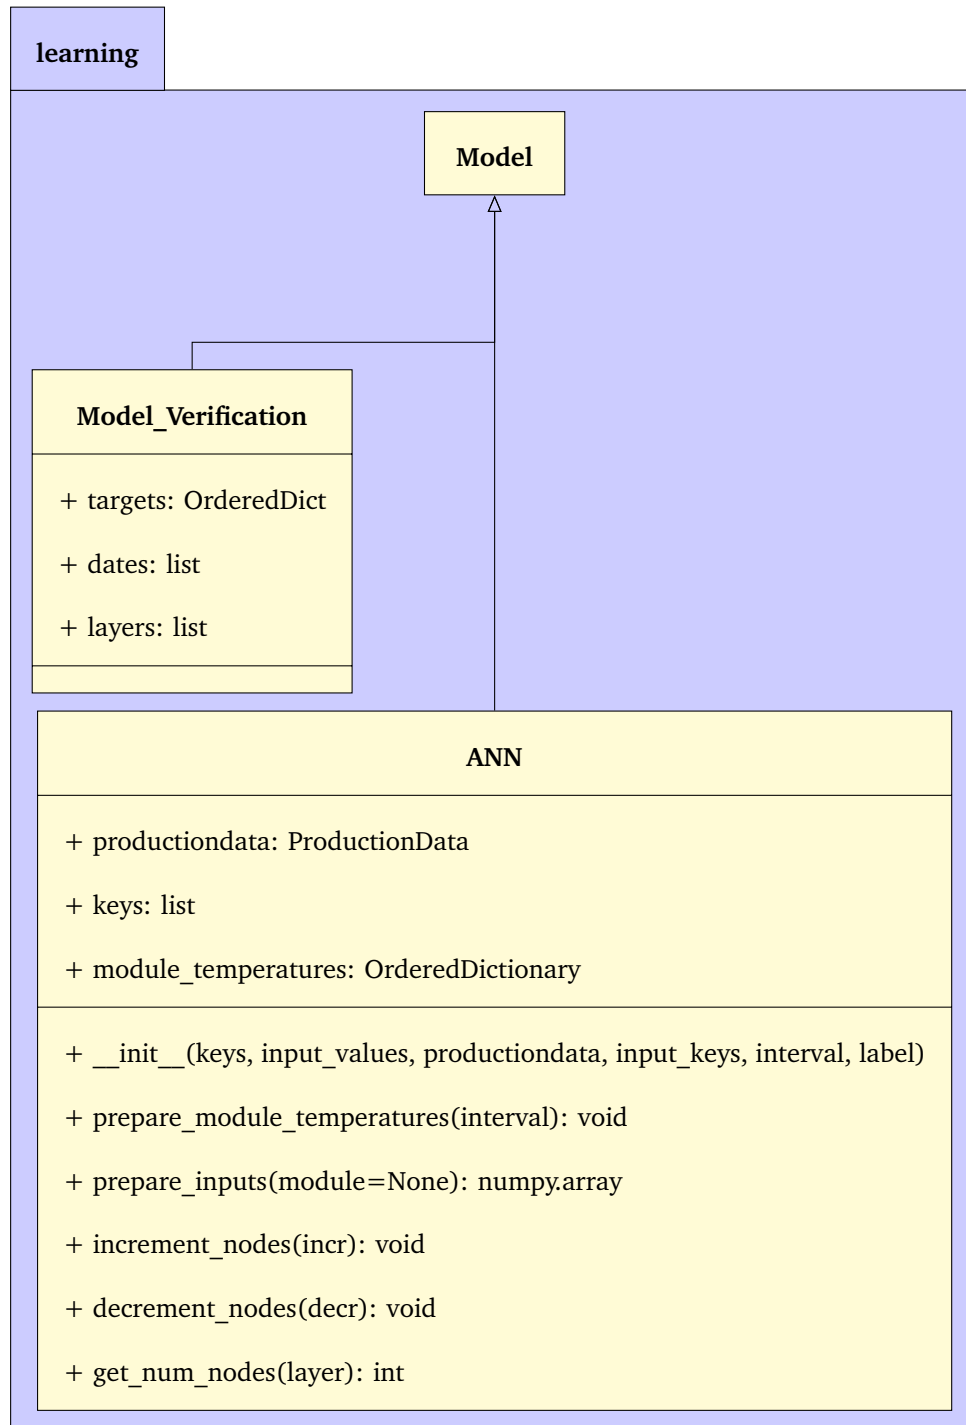 learning
Model
Model_Verification
+ targets: OrderedDict
+ dates: list
+ layers: list
ANN
+ productiondata: ProductionData
+ keys: list
+ module_temperatures: OrderedDictionary
+ __init__(keys, input_values, productiondata, input_keys, interval, label)
+ prepare_module_temperatures(interval): void
+ prepare_inputs(module=None): numpy.array
+ increment_nodes(incr): void
+ decrement_nodes(decr): void
+ get_num_nodes(layer): int